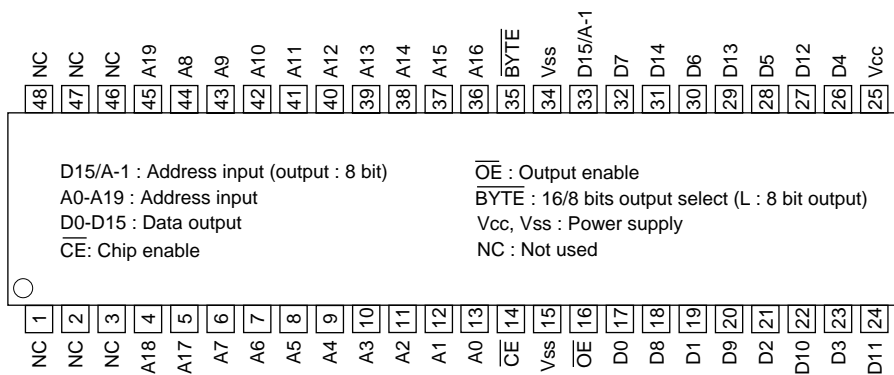 NC NC NC A19 A8 A9 A10 A11 A12 A13 A14 A15 A16 B̅Y̅T̅E̅ Vss D15/A-1 D7 D14 D6 D13 D5 D12 D4 Vcc
48 47 46 45 44 43 42 41 40 39 38 37 36 35 34 33 32 31 30 29 28 27 26 25
D15/A-1 : Address input (output : 8 bit)
A0-A19 : Address input
D0-D15 : Data output
C̅E̅: Chip enable
O̅E̅ : Output enable
B̅Y̅T̅E̅ : 16/8 bits output select (L : 8 bit output)
Vcc, Vss : Power supply
NC : Not used
1 2 3 4 5 6 7 8 9 10 11 12 13 14 15 16 17 18 19 20 21 22 23 24
NC NC NC A18 A17 A7 A6 A5 A4 A3 A2 A1 A0 C̅E̅ Vss O̅E̅ D0 D8 D1 D9 D2 D10 D3 D11